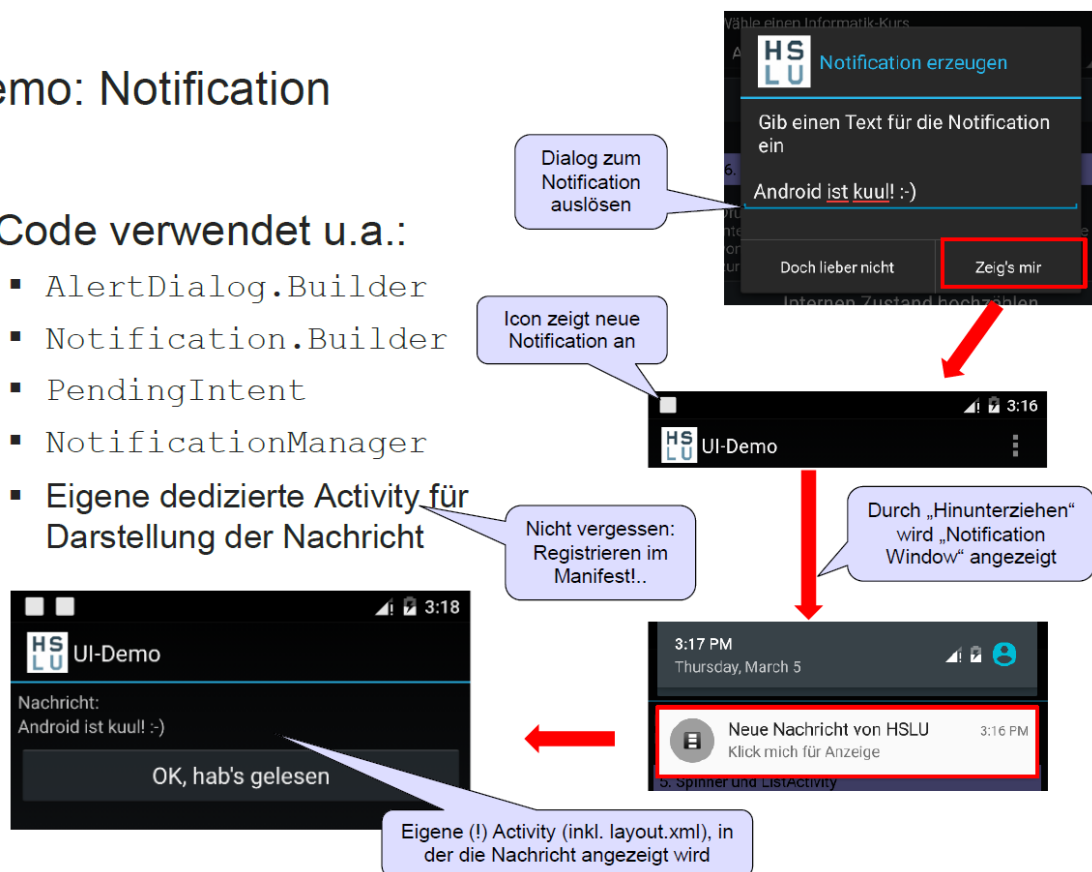 emo: Notification
Code verwendet u.a.:
▪ AlertDialog.Builder
▪ Notification.Builder
▪ PendingIntent
▪ NotificationManager
▪ Eigene dedizierte Activity für
Darstellung der Nachricht
Dialog zum
Notification
auslösen
Wähle einen Informatik-Kurs
HS
LU
Notification erzeugen
Gib einen Text für die Notification
ein
Android ist kuul! :-)
Doch lieber nicht
Zeig's mir
6.
Internen Zustand hochzählen
Icon zeigt neue
Notification an
3:16
HS
LU
UI-Demo
Durch „Hinunterziehen“
wird „Notification
Window“ angezeigt
Nicht vergessen:
Registrieren im
Manifest!..
3:17 PM
Thursday, March 5
Neue Nachricht von HSLU
3:16 PM
Klick mich für Anzeige
5. Spinner und ListActivity
3:18
HS
LU
UI-Demo
Nachricht:
Android ist kuul! :-)
OK, hab's gelesen
Eigene (!) Activity (inkl. layout.xml), in
der die Nachricht angezeigt wird